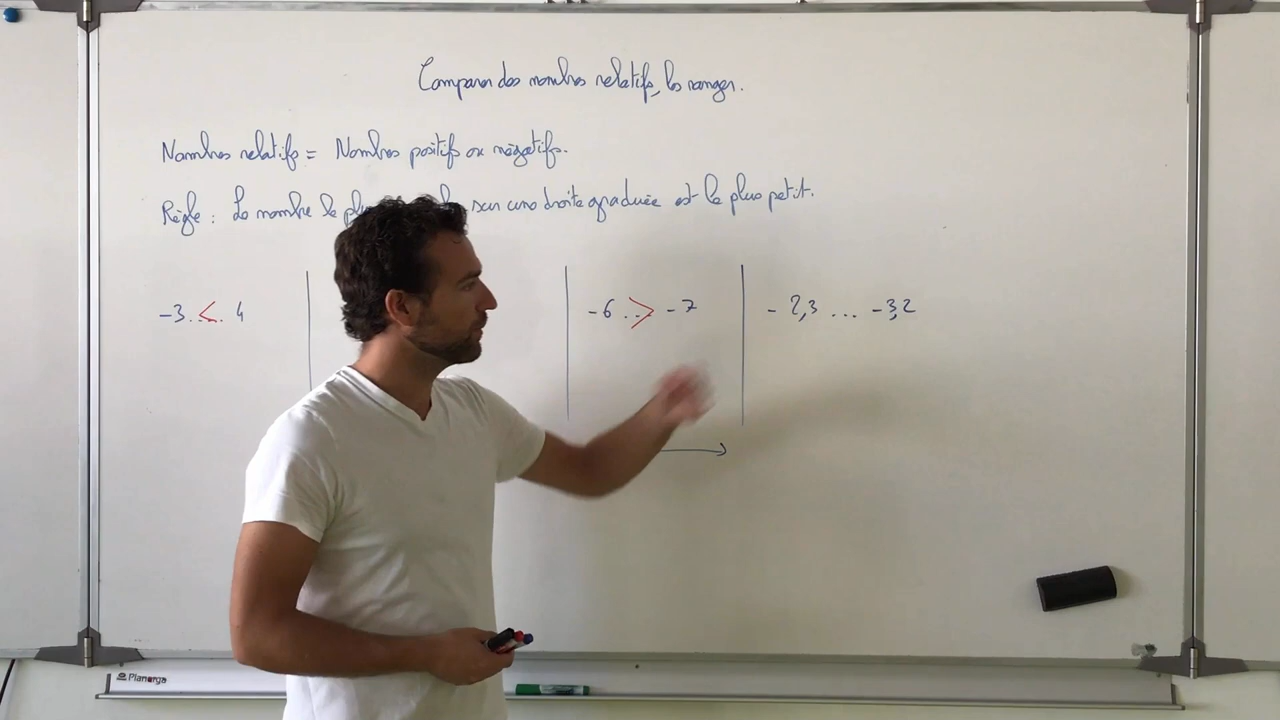 Comparer des nombres relatifs, les ranger.
Nombres relatifs = Nombres positifs ou négatifs.
Règle : Le nombre le plus sur une droite graduée est le plus petit.
-3 .<. 4
-6 ..> -7
- 2,3 ... -3,2
Planorga